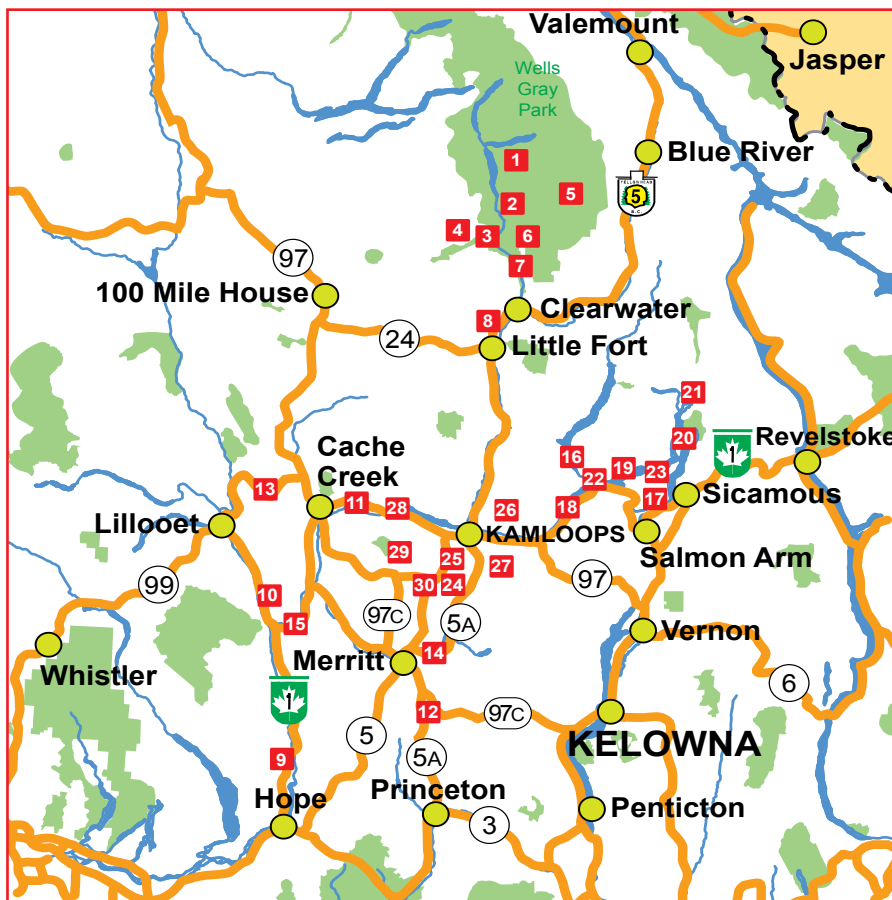 Valemount
Jasper
Wells
Gray
Park
1
Blue River
5
YELLOWHEAD
5
B.C.
2
4
3
6
97
7
100 Mile House
Clearwater
8
24
Little Fort
21
20
Cache
Creek
16
19
23
1
Revelstoke
13
22
17
Sicamous
11
28
26
18
Lillooet
KAMLOOPS
Salmon Arm
29
25
27
99
30
24
97
10
97C
5A
15
Vernon
14
Whistler
Merritt
6
1
12
97C
5
KELOWNA
9
5A
Hope
Princeton
3
Penticton